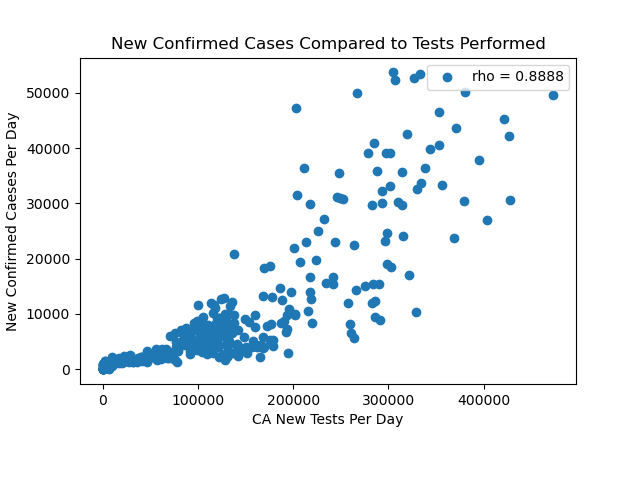 New Confirmed Cases Compared to Tests Performed
rho = 0.8888
50000
40000
30000
20000
10000
0
New Confirmed Caeses Per Day
0 100000 200000 300000 400000
CA New Tests Per Day